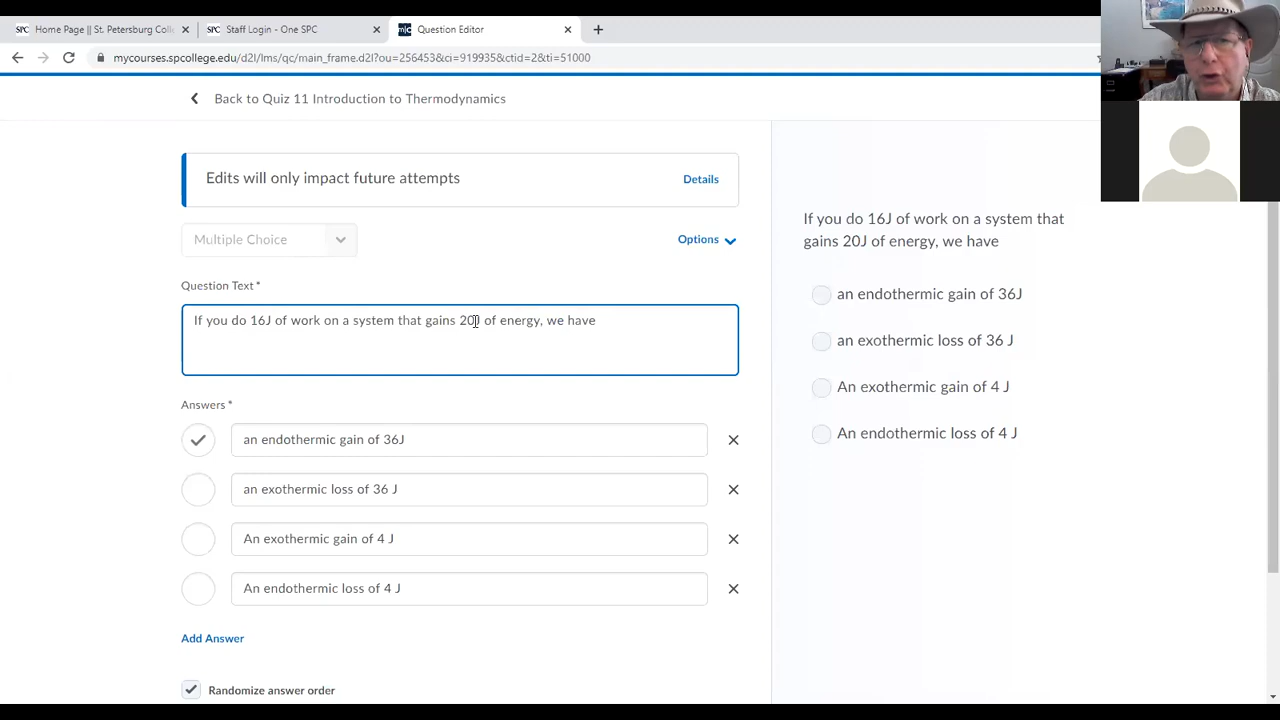 SPC Home Page || St. Petersburg Coll
SPC Staff Login - One SPC
Question Editor
mycourses.spcollege.edu/d2l/lms/qc/main_frame.d2l?ou=256453&ci=919935&ctid=2&ti=51000
Back to Quiz 11 Introduction to Thermodynamics
Edits will only impact future attempts
Details
Multiple Choice
Options
Question Text *
If you do 16J of work on a system that gains 20J of energy, we have
Answers *
an endothermic gain of 36J
an exothermic loss of 36 J
An exothermic gain of 4 J
An endothermic loss of 4 J
Add Answer
Randomize answer order
If you do 16J of work on a system that
gains 20J of energy, we have
an endothermic gain of 36J
an exothermic loss of 36 J
An exothermic gain of 4 J
An endothermic loss of 4 J